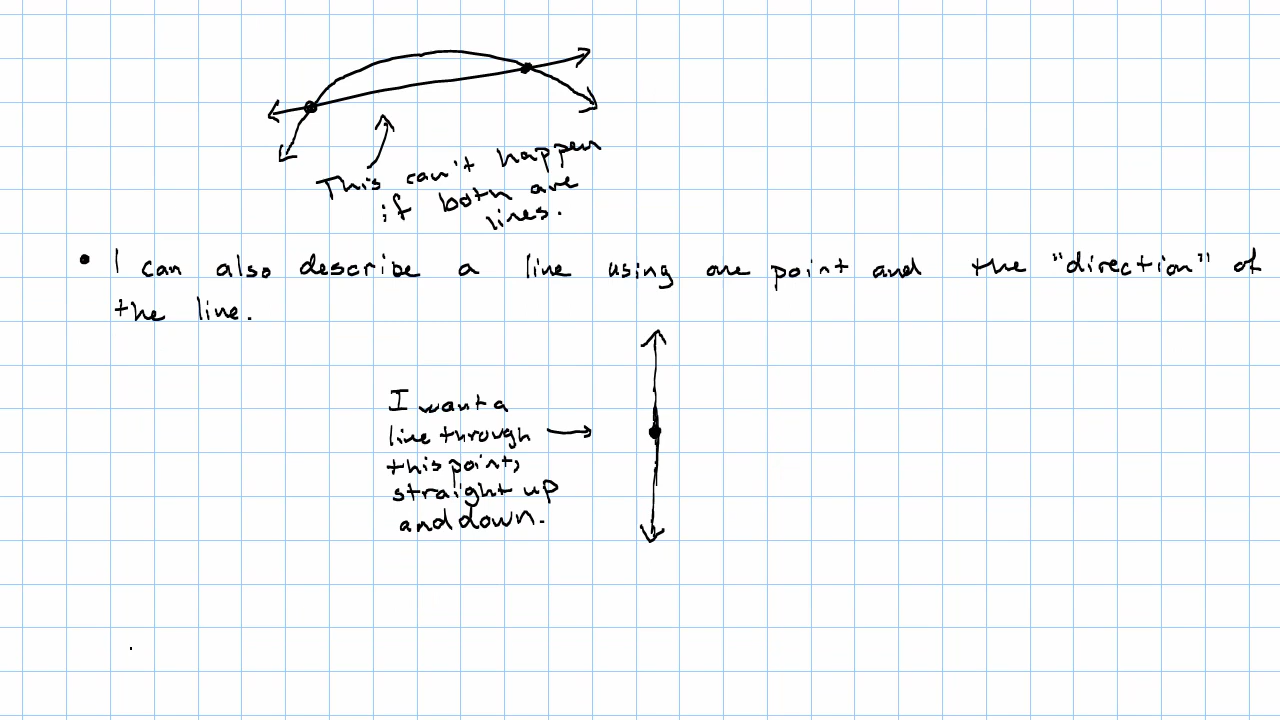 This can't happen
if both are
lines.
• I can also describe a line using one point and the "direction" of
the line.
I want a
line through
this point,
straight up
and down.